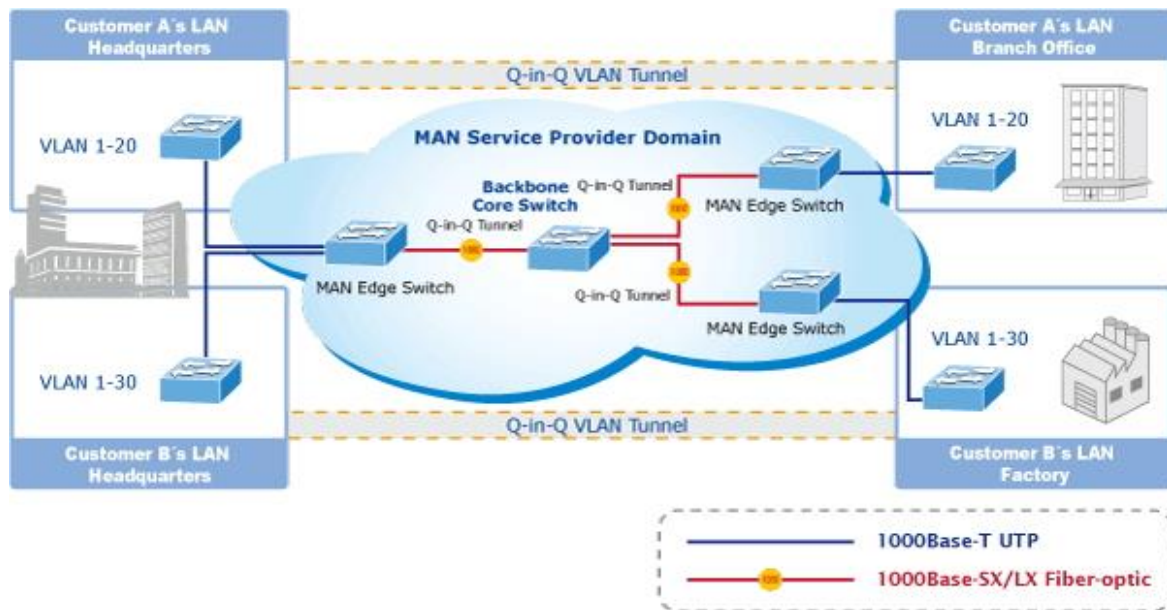 Customer A´s LAN
Headquarters
Customer A´s LAN
Branch Office
Q-in-Q VLAN Tunnel
VLAN 1-20
MAN Service Provider Domain
VLAN 1-20
Backbone
Core Switch
Q-in-Q Tunnel
MAN Edge Switch
Q-in-Q Tunnel
MAN Edge Switch
Q-in-Q Tunnel
MAN Edge Switch
VLAN 1-30
VLAN 1-30
Q-in-Q VLAN Tunnel
Customer B´s LAN
Headquarters
Customer B´s LAN
Factory
1000Base-T UTP
1000Base-SX/LX Fiber-optic